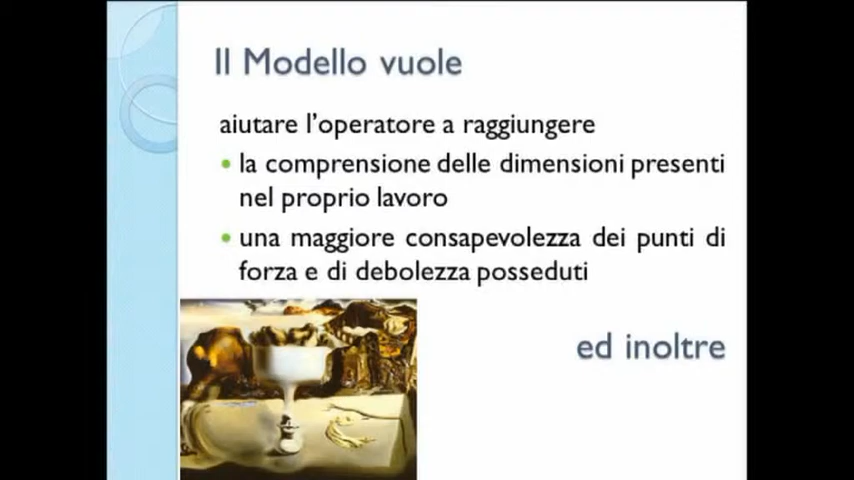 Il Modello vuole
aiutare l'operatore a raggiungere
• la comprensione delle dimensioni presenti
nel proprio lavoro
• una maggiore consapevolezza dei punti di
forza e di debolezza posseduti
ed inoltre